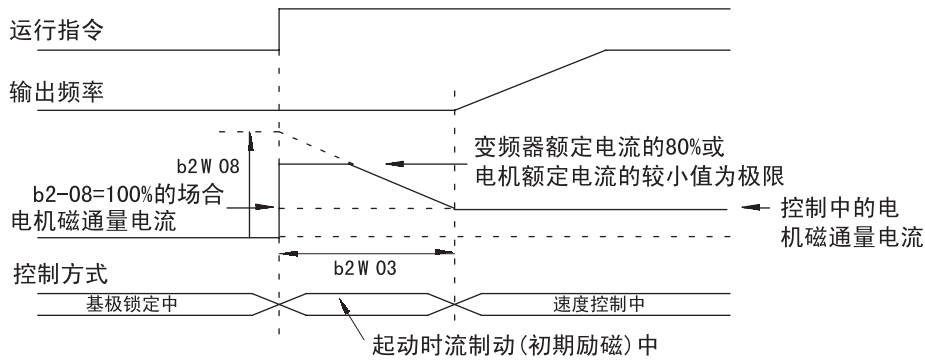 运行指令
输出频率
b2W 08
变频器额定电流的80%或
电机额定电流的较小值为极限
b2-08=100%的场合
电机磁通量电流
控制中的电
机磁通量电流
b2W 03
控制方式
基极锁定中
速度控制中
起动时流制动(初期励磁)中